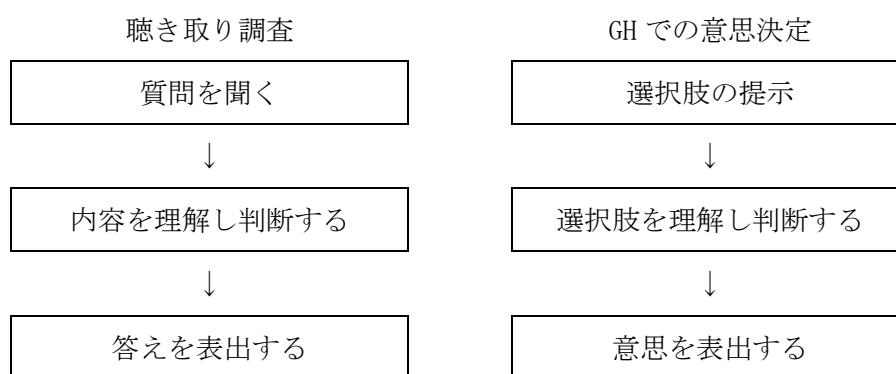 聴き取り調査
質問を聞く
↓
内容を理解し判断する
↓
答えを表出する
GHでの意思決定
選択肢の提示
↓
選択肢を理解し判断する
↓
意思を表出する